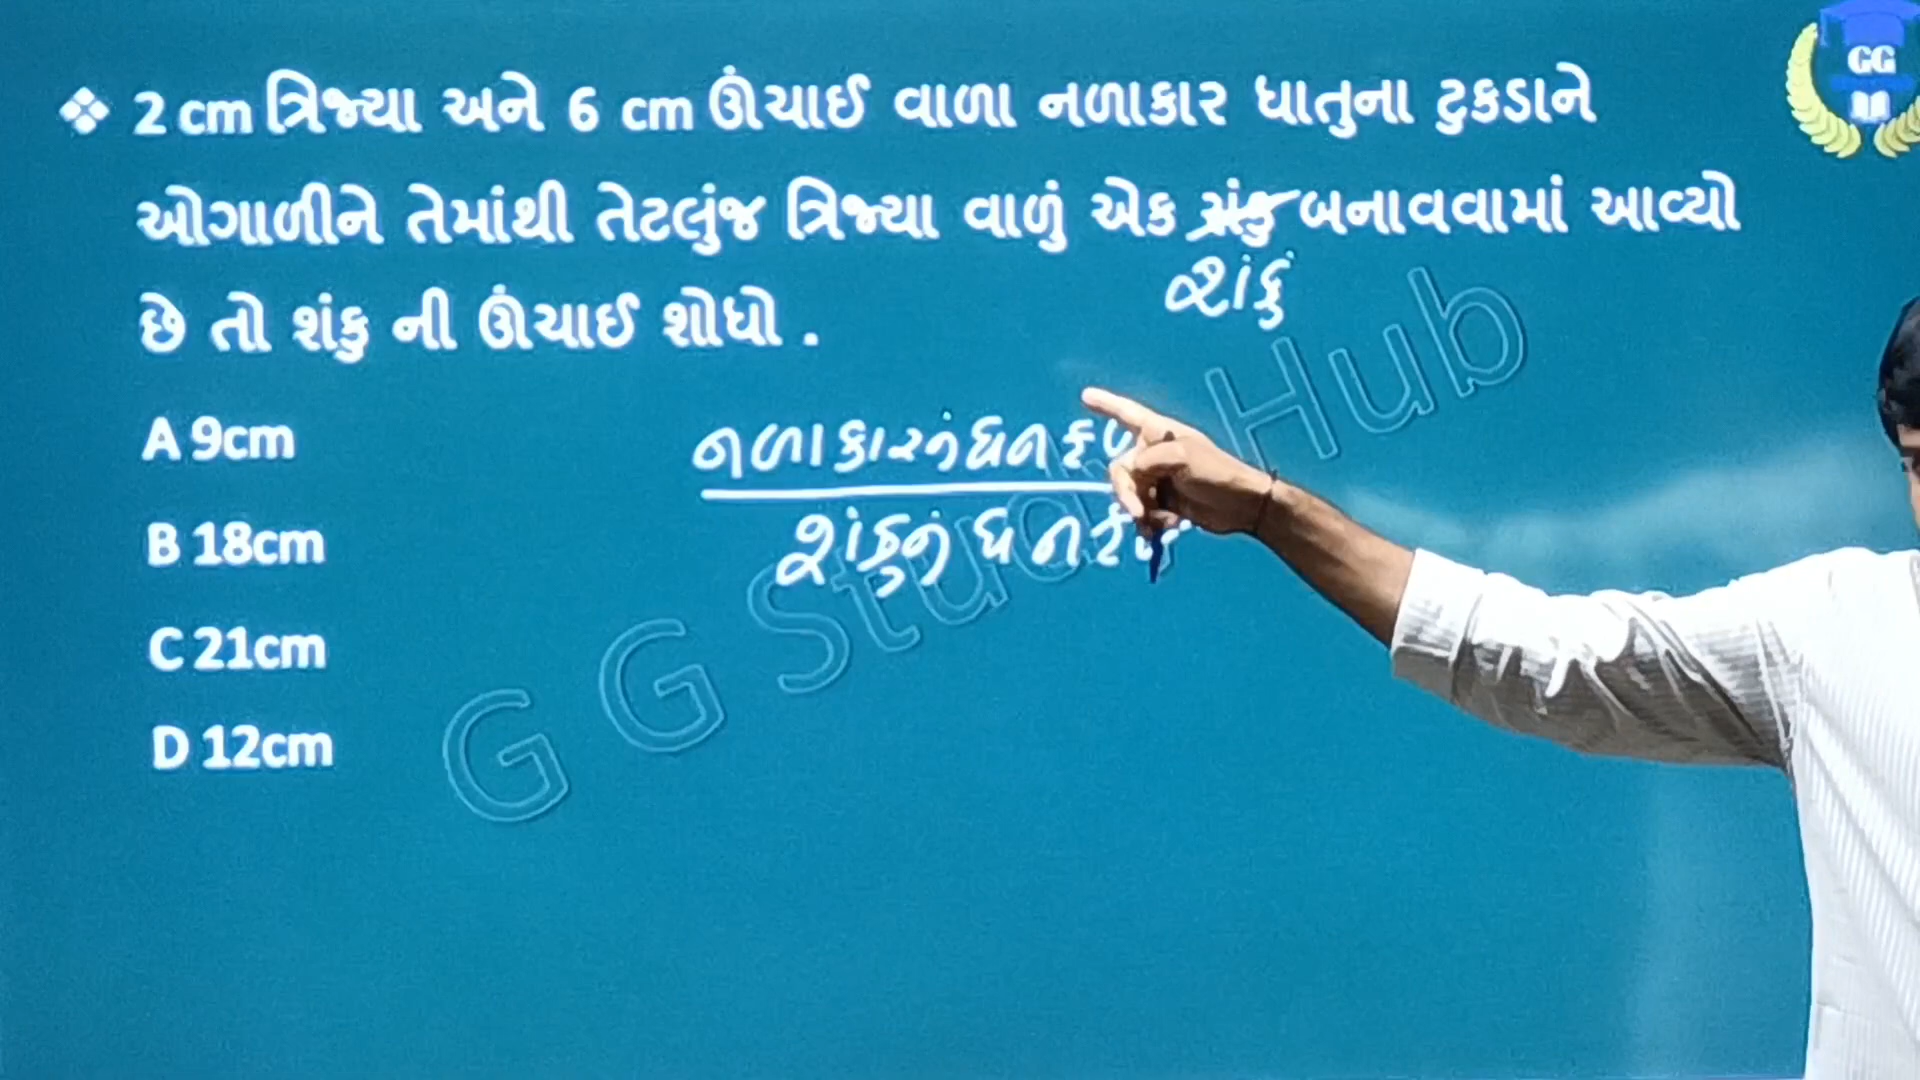 GG
❖ 2 cm ત્રિજ્યા અને 6 cm ઊંચાઈ વાળા નળાકાર ધાતુના ટુકડાને
ઓગાળીને તેમાંથી તેટલુંજ ત્રિજ્યા વાળું એક શંકુ બનાવવામાં આવ્યો
શંકુ
છે તો શંકુ ની ઊંચાઈ શોધો .
A 9cm
B 18cm
C 21cm
D 12cm
નળાકારનું ઘનફળ
શંકુનું ઘનફળ
G G Study Hub